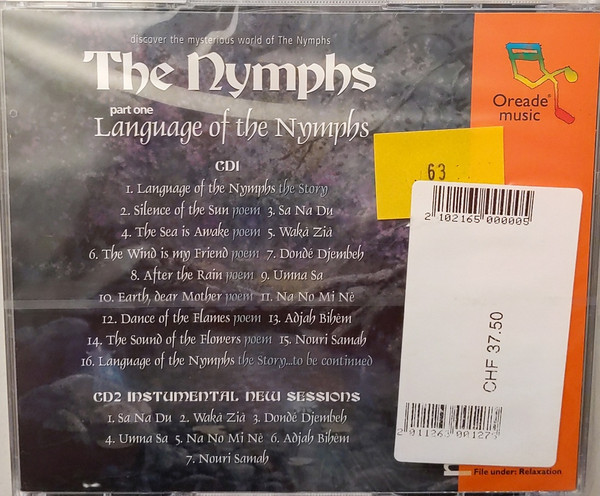 discover the mysterious world of The Nymphs
The Nymphs
part one
Language of the Nymphs
CD1
1. Language of the Nymphs the Story
2. Silence of the Sun poem 3. Sa Na Du
4. The Sea is Awake poem 5. Wakà Zià
6. The Wind is my Friend poem 7. Dondé Djembeh
8. After the Rain poem 9. Umna Sa
10. Earth, dear Mother poem 11. Na No Mi Nè
12. Dance of the Flames poem 13. Adjah Bihèm
14. The Sound of the Flowers poem 15. Nouri Samah
16. Language of the Nymphs the Story...to be continued
CD2 INSTUMENTAL NEW SESSIONS
1. Sa Na Du 2. Wakà Zià 3. Dondé Djembeh
4. Umna Sa 5. Na No Mi Nè 6. Adjah Bihèm
7. Nouri Samah
Oreade®
music
63
2 102165 000005
CHF 37.50
2 011263 001275
File under: Relaxation